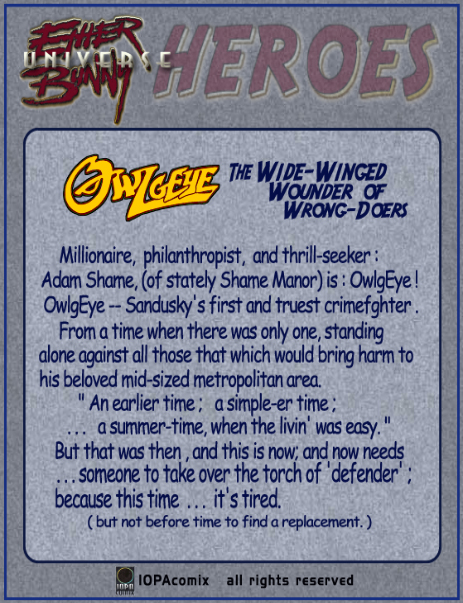 ETHER
UNIVERSE
BUNNY
HEROES
OWLGEYE
THE WIDE-WINGED
WOUNDER OF
WRONG-DOERS
Millionaire, philanthropist, and thrill-seeker :
Adam Shame, (of stately Shame Manor) is : OwlgEye !
OwlgEye -- Sandusky's first and truest crimefghter .
From a time when there was only one, standing
alone against all those that which would bring harm to
his beloved mid-sized metropolitan area.
" An earlier time ; a simple-er time ;
. . . a summer-time, when the livin' was easy. "
But that was then , and this is now; and now needs
. . . someone to take over the torch of 'defender' ;
because this time . . . it's tired.
( but not before time to find a replacement. )
IOPA
COMIX
IOPAcomix all rights reserved